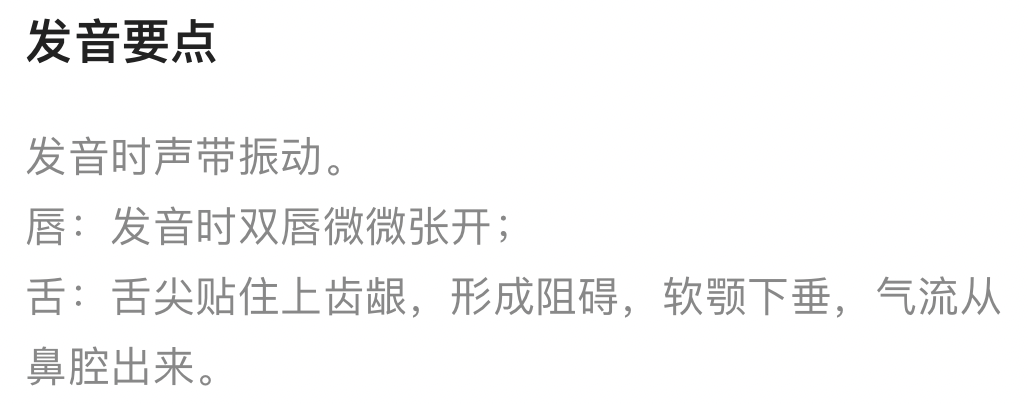 发音要点
发音时声带振动。
唇：发音时双唇微微张开；
舌：舌尖贴住上齿龈，形成阻碍，软颚下垂，气流从
鼻腔出来。